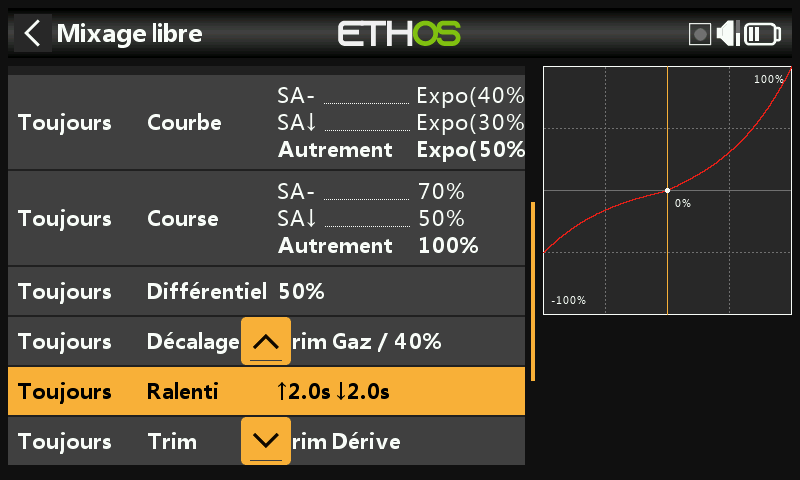 Mixage libre
ETHOS
SA- Expo(40%
Toujours Courbe SA↓ Expo(30%
Autrement Expo(50%
SA- 70%
Toujours Course SA↓ 50%
Autrement 100%
Toujours Différentiel 50%
Toujours Décalage rim Gaz / 40%
Toujours Ralenti ↑2.0s ↓2.0s
Toujours Trim rim Dérive
100%
0%
-100%